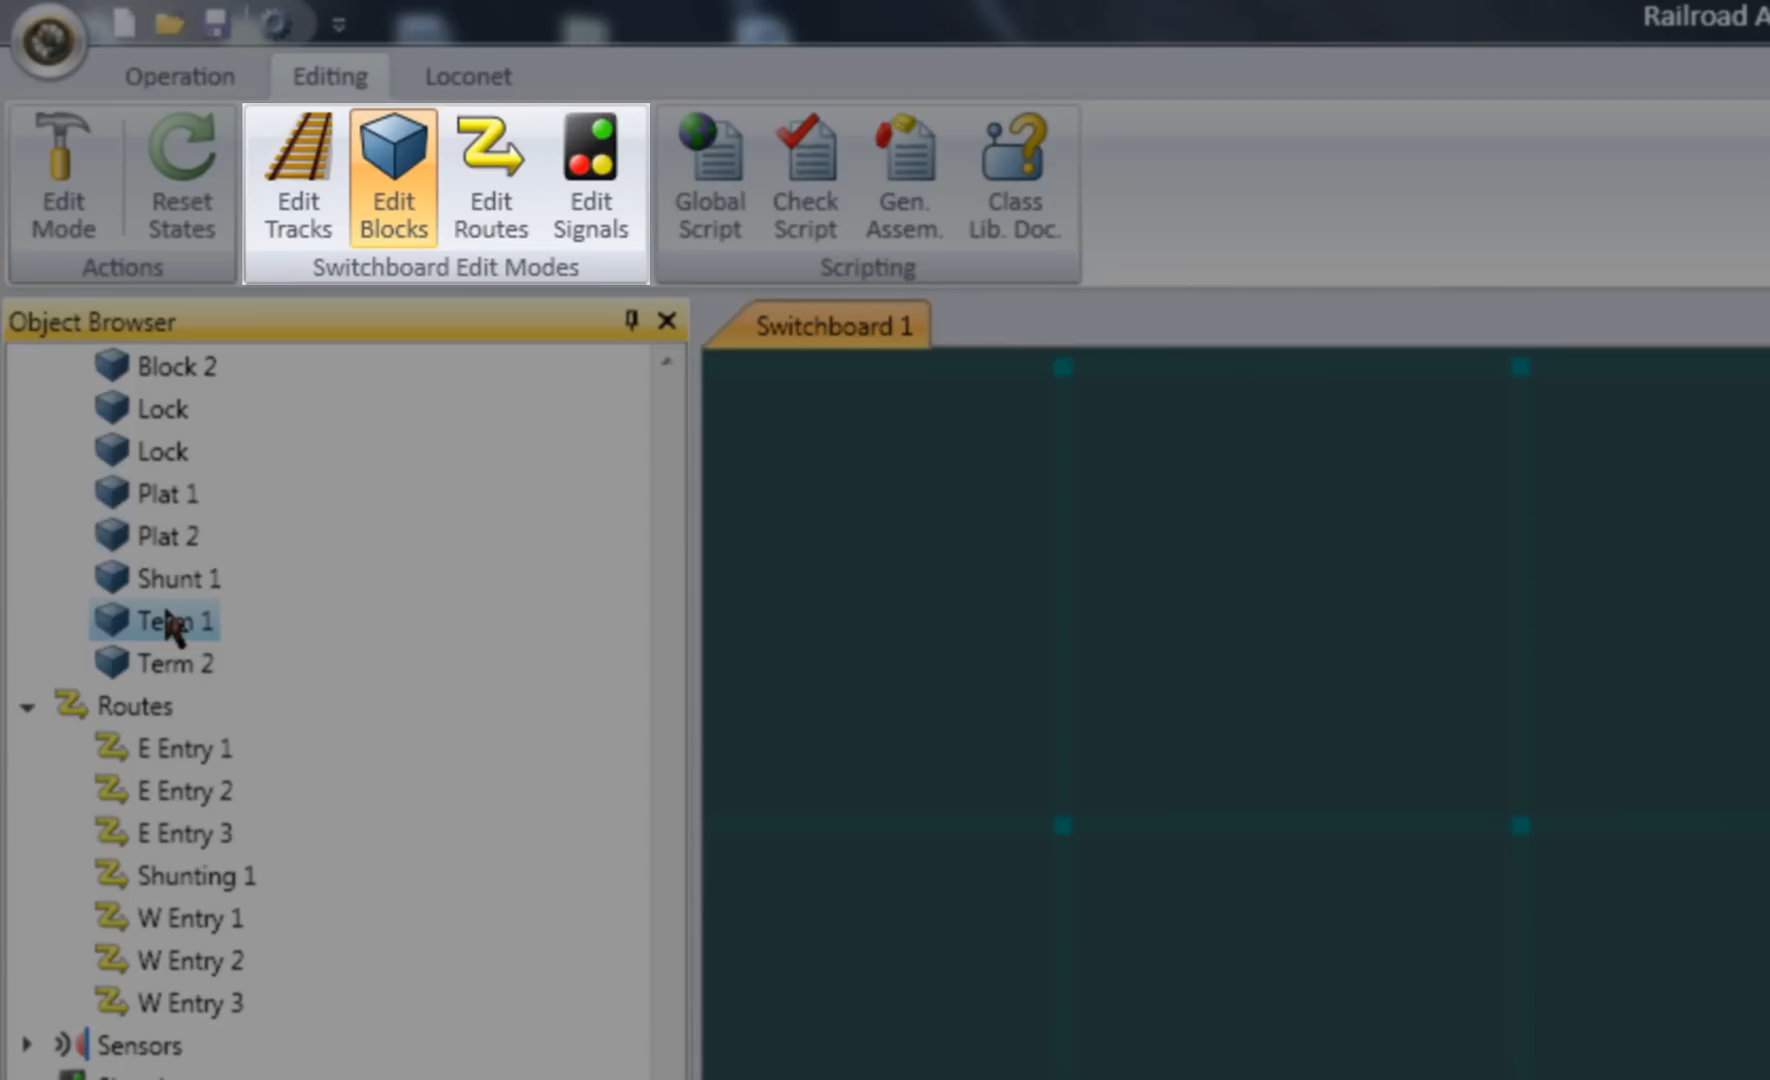 Railroad A
Operation
Editing
Loconet
Edit Mode
Reset States
Edit Tracks
Edit Blocks
Edit Routes
Edit Signals
Global Script
Check Script
Gen. Assem.
Class Lib. Doc.
Actions
Switchboard Edit Modes
Scripting
Object Browser
Switchboard 1
Block 2
Lock
Lock
Plat 1
Plat 2
Shunt 1
Term 1
Term 2
Routes
E Entry 1
E Entry 2
E Entry 3
Shunting 1
W Entry 1
W Entry 2
W Entry 3
Sensors